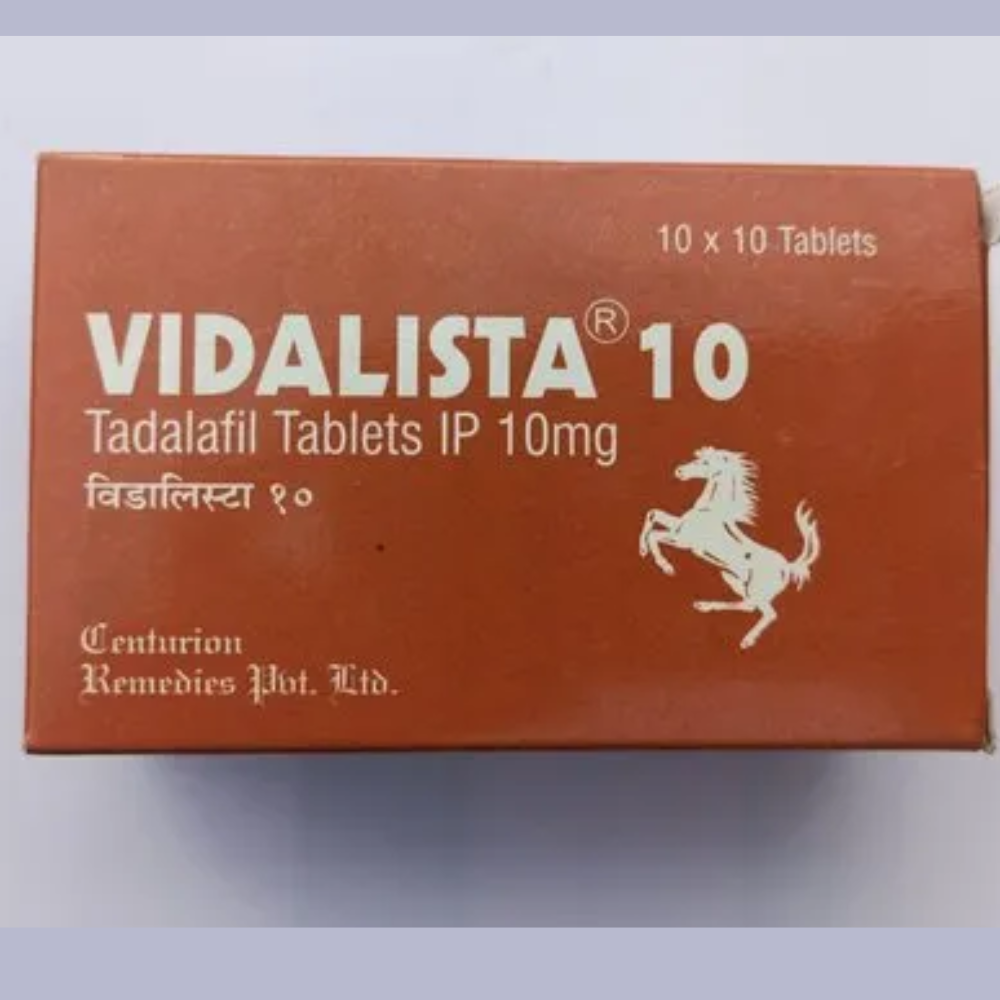 10 x 10 Tablets
VIDALISTA® 10
Tadalafil Tablets IP 10mg
विडालिस्टा १०
Centurion
Remedies Pvt. Ltd.